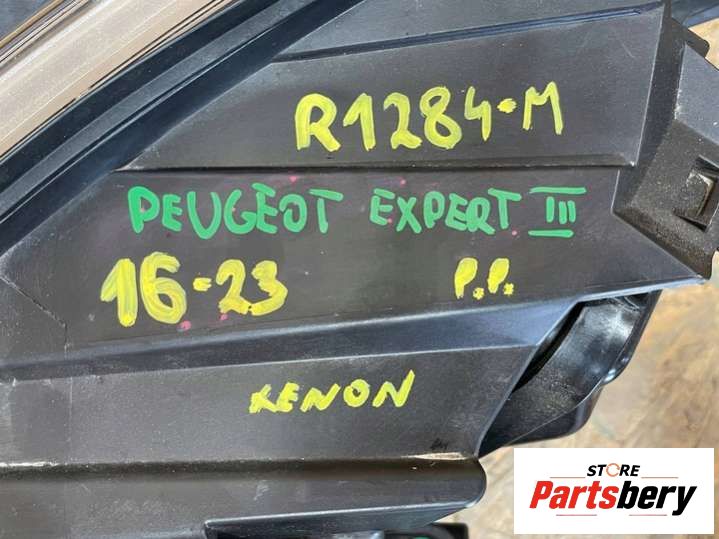 R1284-M
PEUGEOT EXPERT III
16-23 P.P.
XENON
STORE
Partsbery